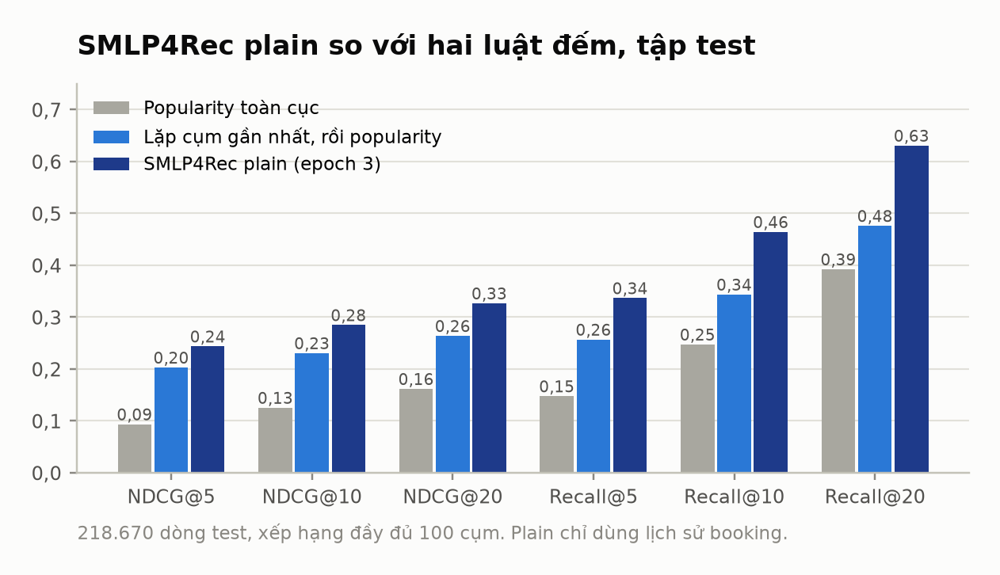 SMLP4Rec plain so với hai luật đếm, tập test
Popularity toàn cục
Lặp cụm gần nhất, rồi popularity
SMLP4Rec plain (epoch 3)
0,7
0,6
0,5
0,4
0,3
0,2
0,1
0,0
0,09 0,20 0,24
0,13 0,23 0,28
0,16 0,26 0,33
0,15 0,26 0,34
0,25 0,34 0,46
0,39 0,48 0,63
NDCG@5 NDCG@10 NDCG@20 Recall@5 Recall@10 Recall@20
218.670 dòng test, xếp hạng đầy đủ 100 cụm. Plain chỉ dùng lịch sử booking.